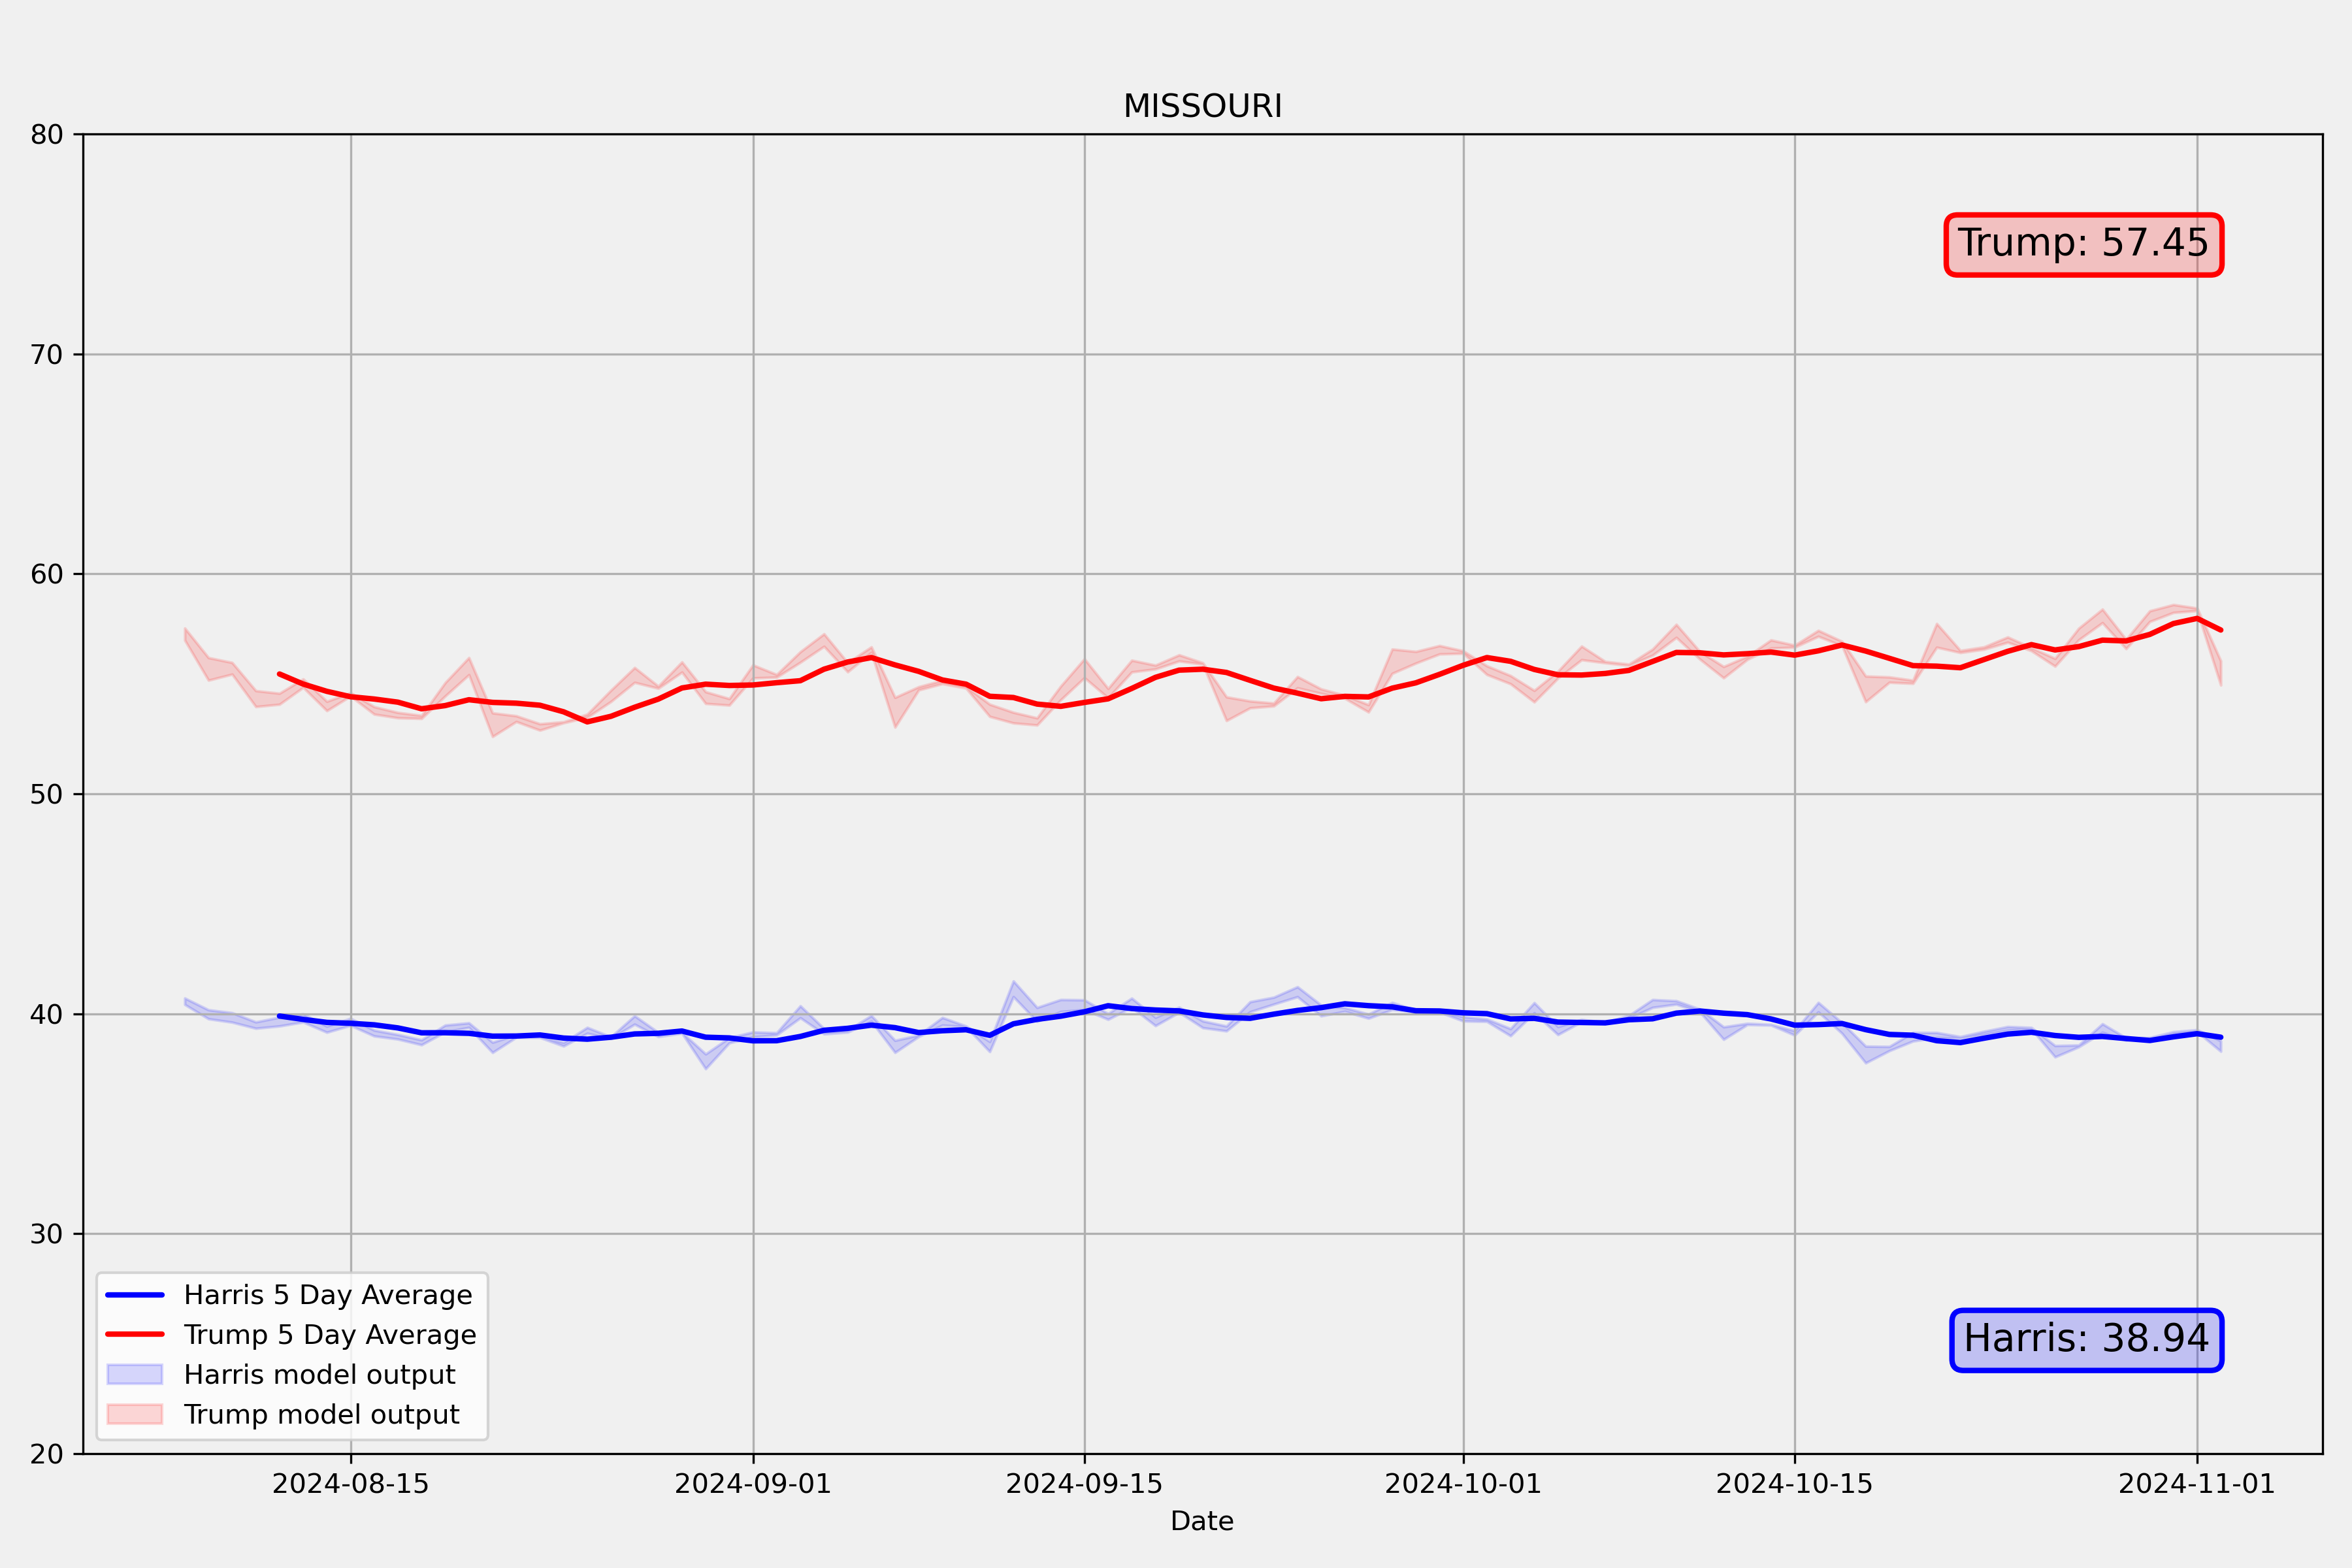 MISSOURI
80
70
60
50
40
30
20
Trump: 57.45
Harris: 38.94
Harris 5 Day Average
Trump 5 Day Average
Harris model output
Trump model output
2024-08-15 2024-09-01 2024-09-15 2024-10-01 2024-10-15 2024-11-01
Date